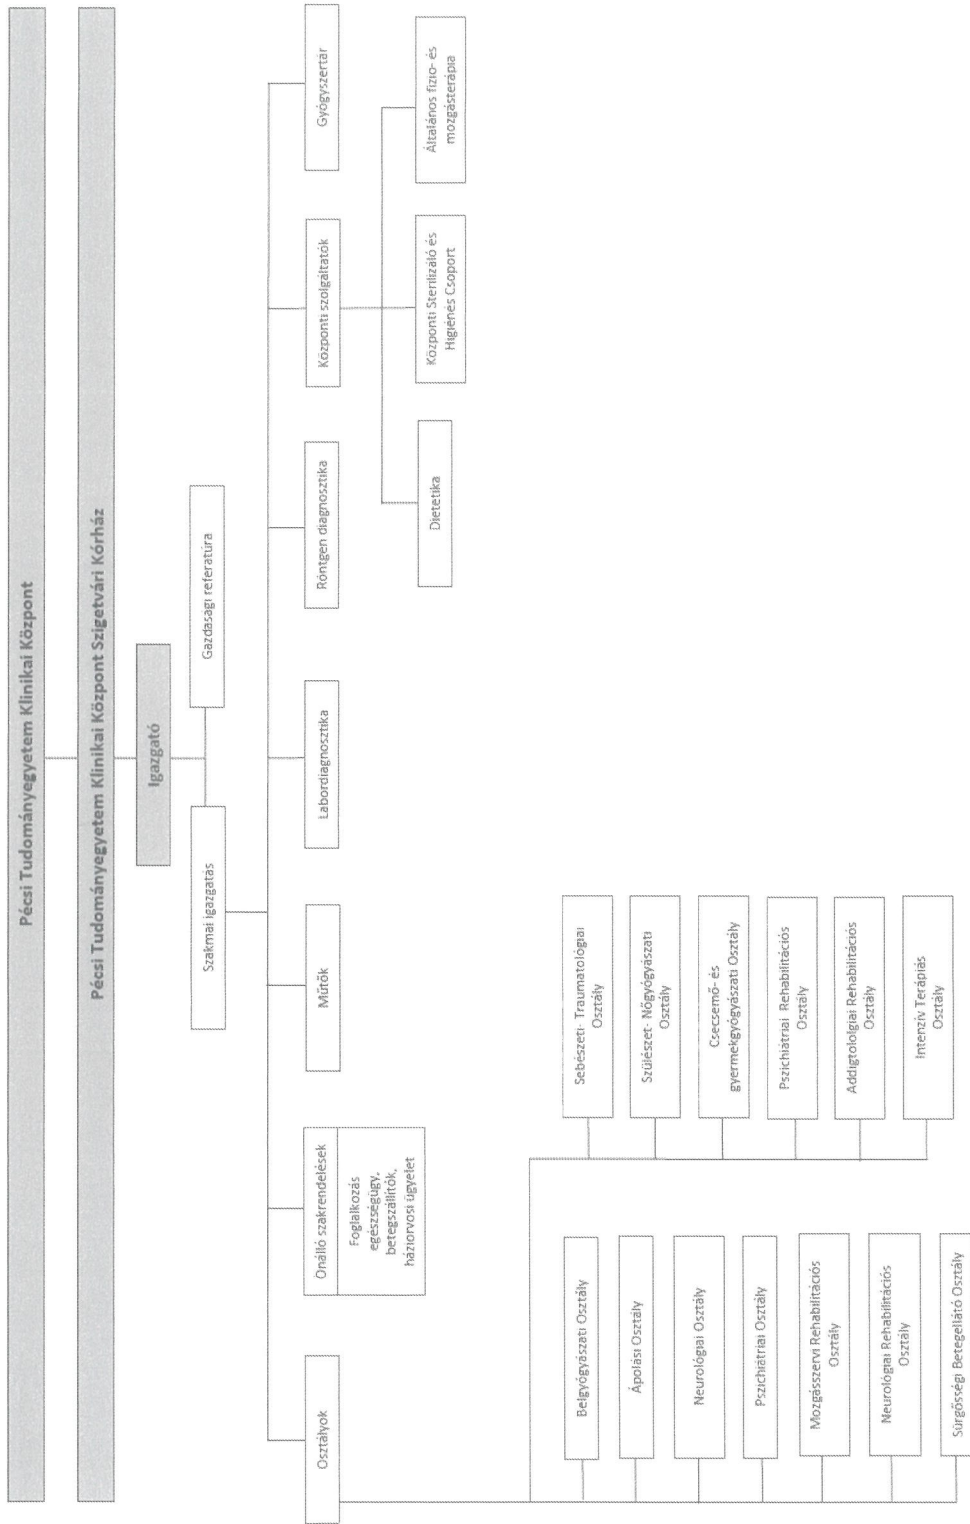 Pécsi Tudományegyetem Klinikai Központ
Pécsi Tudományegyetem Klinikai Központ Szigetvári Kórház
Igazgató
Szakmai igazgatás
Gazdasági referatúra
Osztályok
Önálló szakrendelések
Foglalkozás
egészségügy,
betegszállítók,
háziorvosi ügyelet
Műtők
Labordiagnosztika
Röntgen diagnosztika
Központi szolgáltatók
Gyógyszertár
Dietetika
Központi Sterilizáló és
Higiénés Csoport
Általános fizio- és
mozgásterápia
Belgyógyászati Osztály
Ápolási Osztály
Neurológiai Osztály
Pszichiátriai Osztály
Mozgásszervi Rehabilitációs
Osztály
Neurológiai Rehabilitációs
Osztály
Sürgősségi Betegellátó Osztály
Sebészeti- Traumatológiai
Osztály
Szülészet- Nőgyógyászati
Osztály
Csecsemő- és
gyermekgyógyászati Osztály
Pszichiátriai Rehabilitációs
Osztály
Addigtololgiai Rehabilitációs
Osztály
Intenzív Terápiás
Osztály